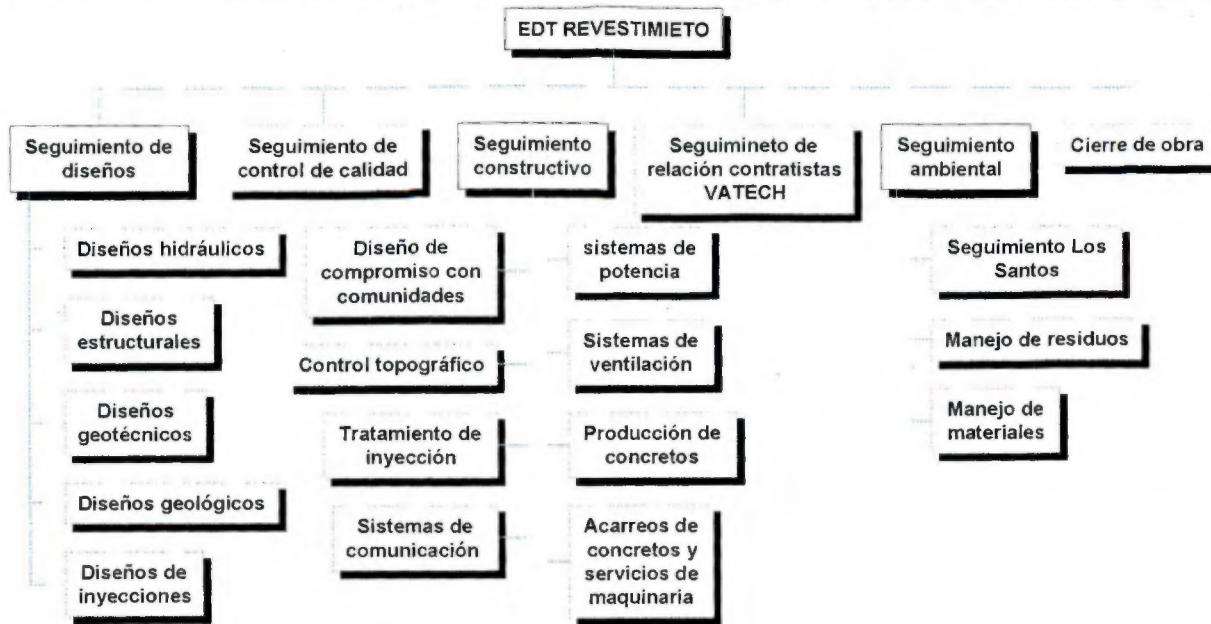 EDT REVESTIMIETO
Seguimiento de
diseños
Seguimiento de
control de calidad
Seguimiento
constructivo
Seguimineto de
relación contratistas
VATECH
Seguimiento
ambiental
Cierre de obra
Diseños hidráulicos
Diseños
estructurales
Diseños
geotécnicos
Diseños geológicos
Diseños de
inyecciones
Diseño de
compromiso con
comunidades
Control topográfico
Tratamiento de
inyección
Sistemas de
comunicación
sistemas de
potencia
Sistemas de
ventilación
Producción de
concretos
Acarreos de
concretos y
servicios de
maquinaria
Seguimiento Los
Santos
Manejo de residuos
Manejo de
materiales